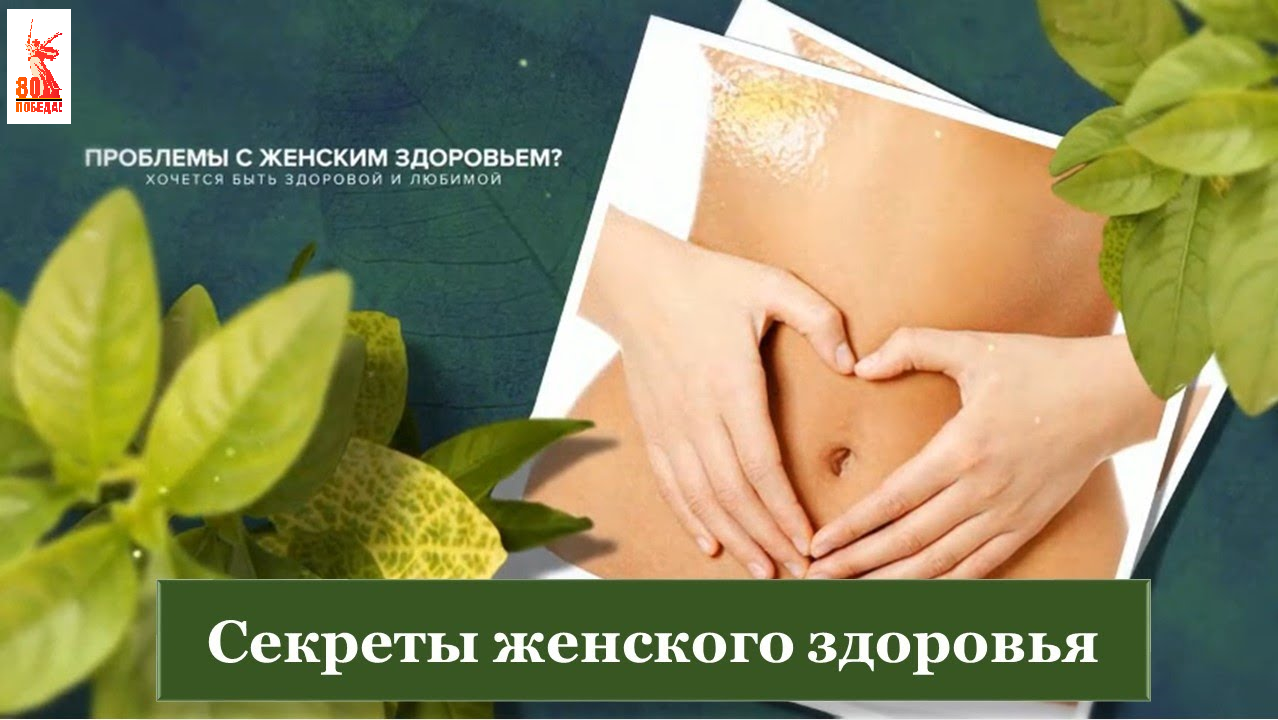 80
ПОБЕДА!
ПРОБЛЕМЫ С ЖЕНСКИМ ЗДОРОВЬЕМ?
ХОЧЕТСЯ БЫТЬ ЗДОРОВОЙ И ЛЮБИМОЙ
Секреты женского здоровья